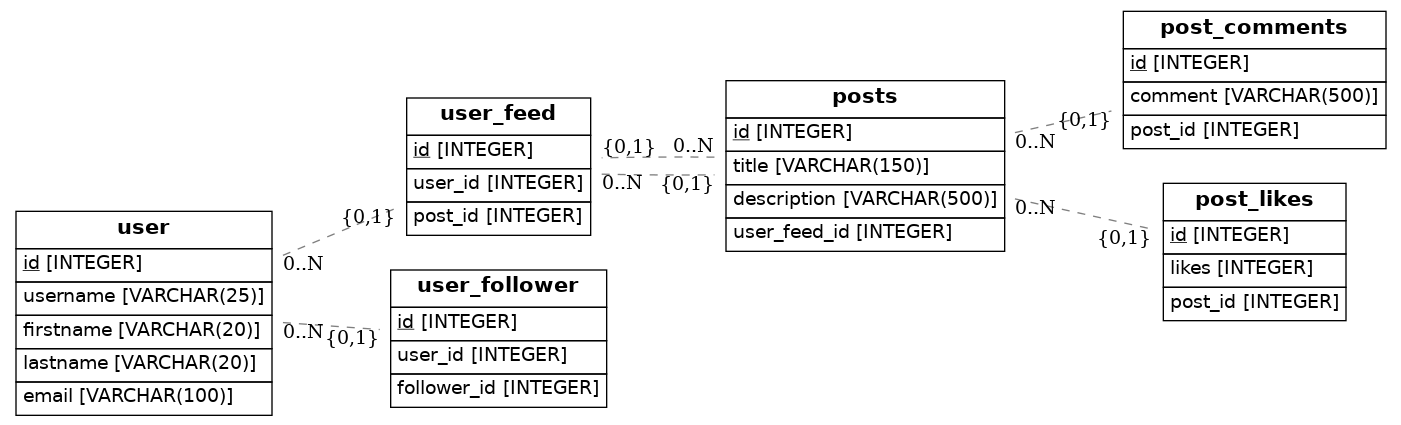 user
id [INTEGER]
username [VARCHAR(25)]
firstname [VARCHAR(20)]
lastname [VARCHAR(20)]
email [VARCHAR(100)]
0..N
{0,1}
0..N
{0,1}
user_feed
id [INTEGER]
user_id [INTEGER]
post_id [INTEGER]
user_follower
id [INTEGER]
user_id [INTEGER]
follower_id [INTEGER]
{0,1}
0..N
0..N
{0,1}
posts
id [INTEGER]
title [VARCHAR(150)]
description [VARCHAR(500)]
user_feed_id [INTEGER]
{0,1}
0..N
0..N
{0,1}
post_comments
id [INTEGER]
comment [VARCHAR(500)]
post_id [INTEGER]
post_likes
id [INTEGER]
likes [INTEGER]
post_id [INTEGER]